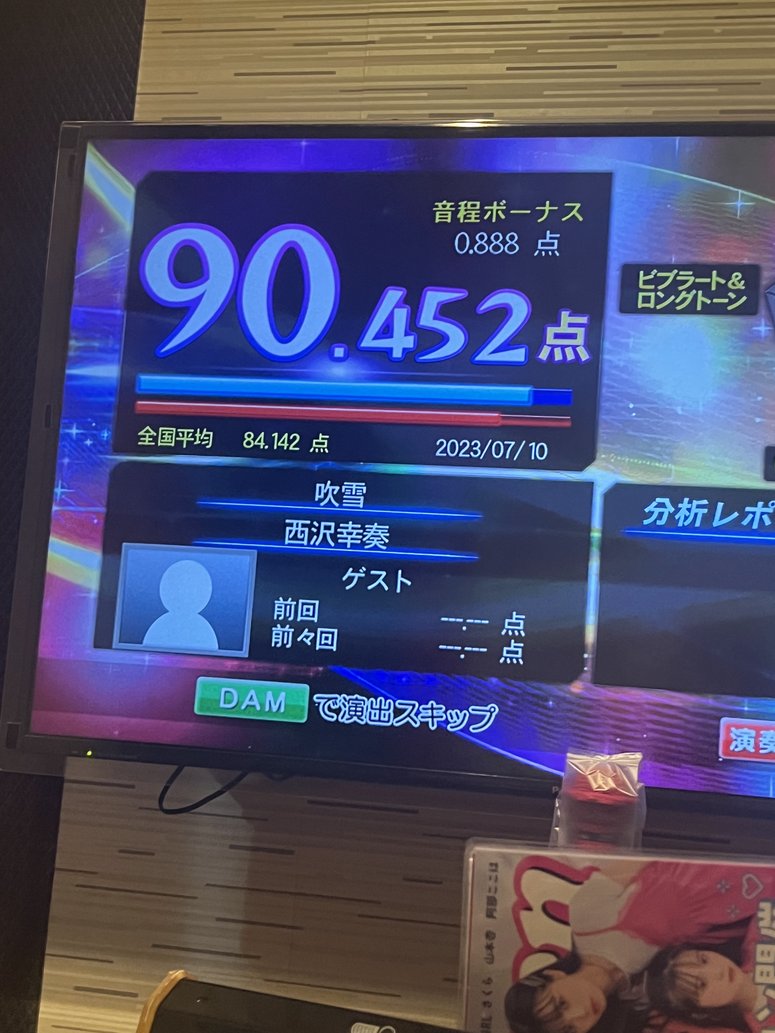 音程ボーナス
0.888 点
90.452点
ビブラート&
ロングトーン
全国平均 84.142 点
2023/07/10
吹雪
西沢幸奏
分析レポ
ゲスト
前回 ---.--- 点
前々回 ---.--- 点
DAM で演出スキップ
演奏